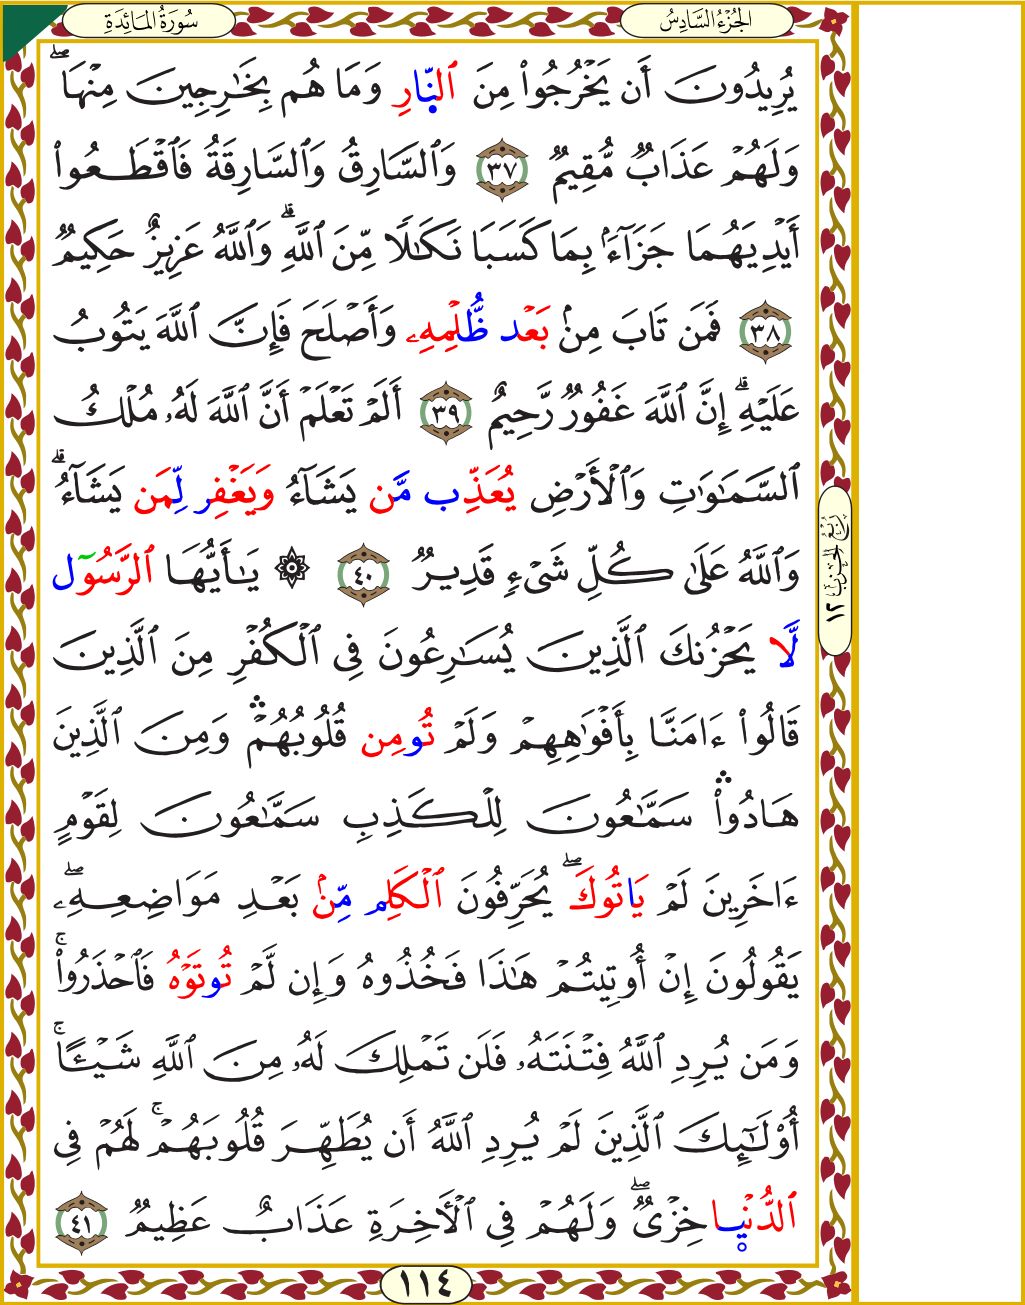 الجُزْءُ السَّادِسُ
سُورَةُ المَائِدَةِ
يُرِيدُونَ أَن يَخْرُجُوا۟ مِنَ ٱلنّ۪ارِ وَمَا هُم بِخَٰرِجِينَ مِنْهَاۖ
وَلَهُمْ عَذَابٌ مُّقِيمٌ ٣٧ وَٱلسَّارِقُ وَٱلسَّارِقَةُ فَٱقْطَعُوٓا۟
أَيْدِيَهُمَا جَزَآءَۢ بِمَا كَسَبَا نَكَٰلًا مِّنَ ٱللَّهِۗ وَٱللَّهُ عَزِيزٌ حَكِيمٌ
٣٨ فَمَن تَابَ مِنۢ بَعْد ظُّلْمِهِۦ وَأَصْلَحَ فَإِنَّ ٱللَّهَ يَتُوبُ
عَلَيْهِۗ إِنَّ ٱللَّهَ غَفُورٌ رَّحِيمٌ ٣٩ أَلَمْ تَعْلَمْ أَنَّ ٱللَّهَ لَهُۥ مُلْكُ
ٱلسَّمَٰوَٰتِ وَٱلْأَرْضِ يُعَذِّب مَّن يَشَآءُ وَيَغْفِر لِّمَن يَشَآءُۗ
وَٱللَّهُ عَلَىٰ كُلِّ شَىْءٍ قَدِيرٌ ٤٠ ۞ يَٰٓأَيُّهَا ٱلرَّسُول
لَّا يَحْزُنكَ ٱلَّذِينَ يُسَٰرِعُونَ فِى ٱلْكُفْرِ مِنَ ٱلَّذِينَ
قَالُوٓا۟ ءَامَنَّا بِأَفْوَٰهِهِمْ وَلَمْ تُومِن قُلُوبُهُمْۛ وَمِنَ ٱلَّذِينَ
هَادُوا۟ۛ سَمَّٰعُونَ لِلْكَذِبِ سَمَّٰعُونَ لِقَوْمٍ
ءَاخَرِينَ لَمْ يَاتُوكَۖ يُحَرِّفُونَ ٱلْكَلِم مِّنۢ بَعْدِ مَوَاضِعِهِۦۖ
يَقُولُونَ إِنْ أُوتِيتُمْ هَٰذَا فَخُذُوهُ وَإِن لَّمْ تُوتَوْهُ فَٱحْذَرُوا۟ۚ
وَمَن يُرِدِ ٱللَّهُ فِتْنَتَهُۥ فَلَن تَمْلِكَ لَهُۥ مِنَ ٱللَّهِ شَيْـًٔاۚ
أُو۟لَٰٓئِكَ ٱلَّذِينَ لَمْ يُرِدِ ٱللَّهُ أَن يُطَهِّرَ قُلُوبَهُمْۚ لَهُمْ فِى
ٱلدُّنْي۪ا خِزْىٌۖ وَلَهُمْ فِى ٱلْأٓخِرَةِ عَذَابٌ عَظِيمٌ ٤١
رُبْعُ الحِزْب ١٢
١١٤